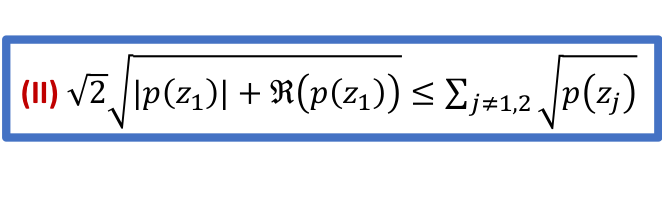 (II) √2 √(|p(z₁)| + ℜ(p(z₁))) ≤ ∑_{j≠1,2} √(p(z_j))